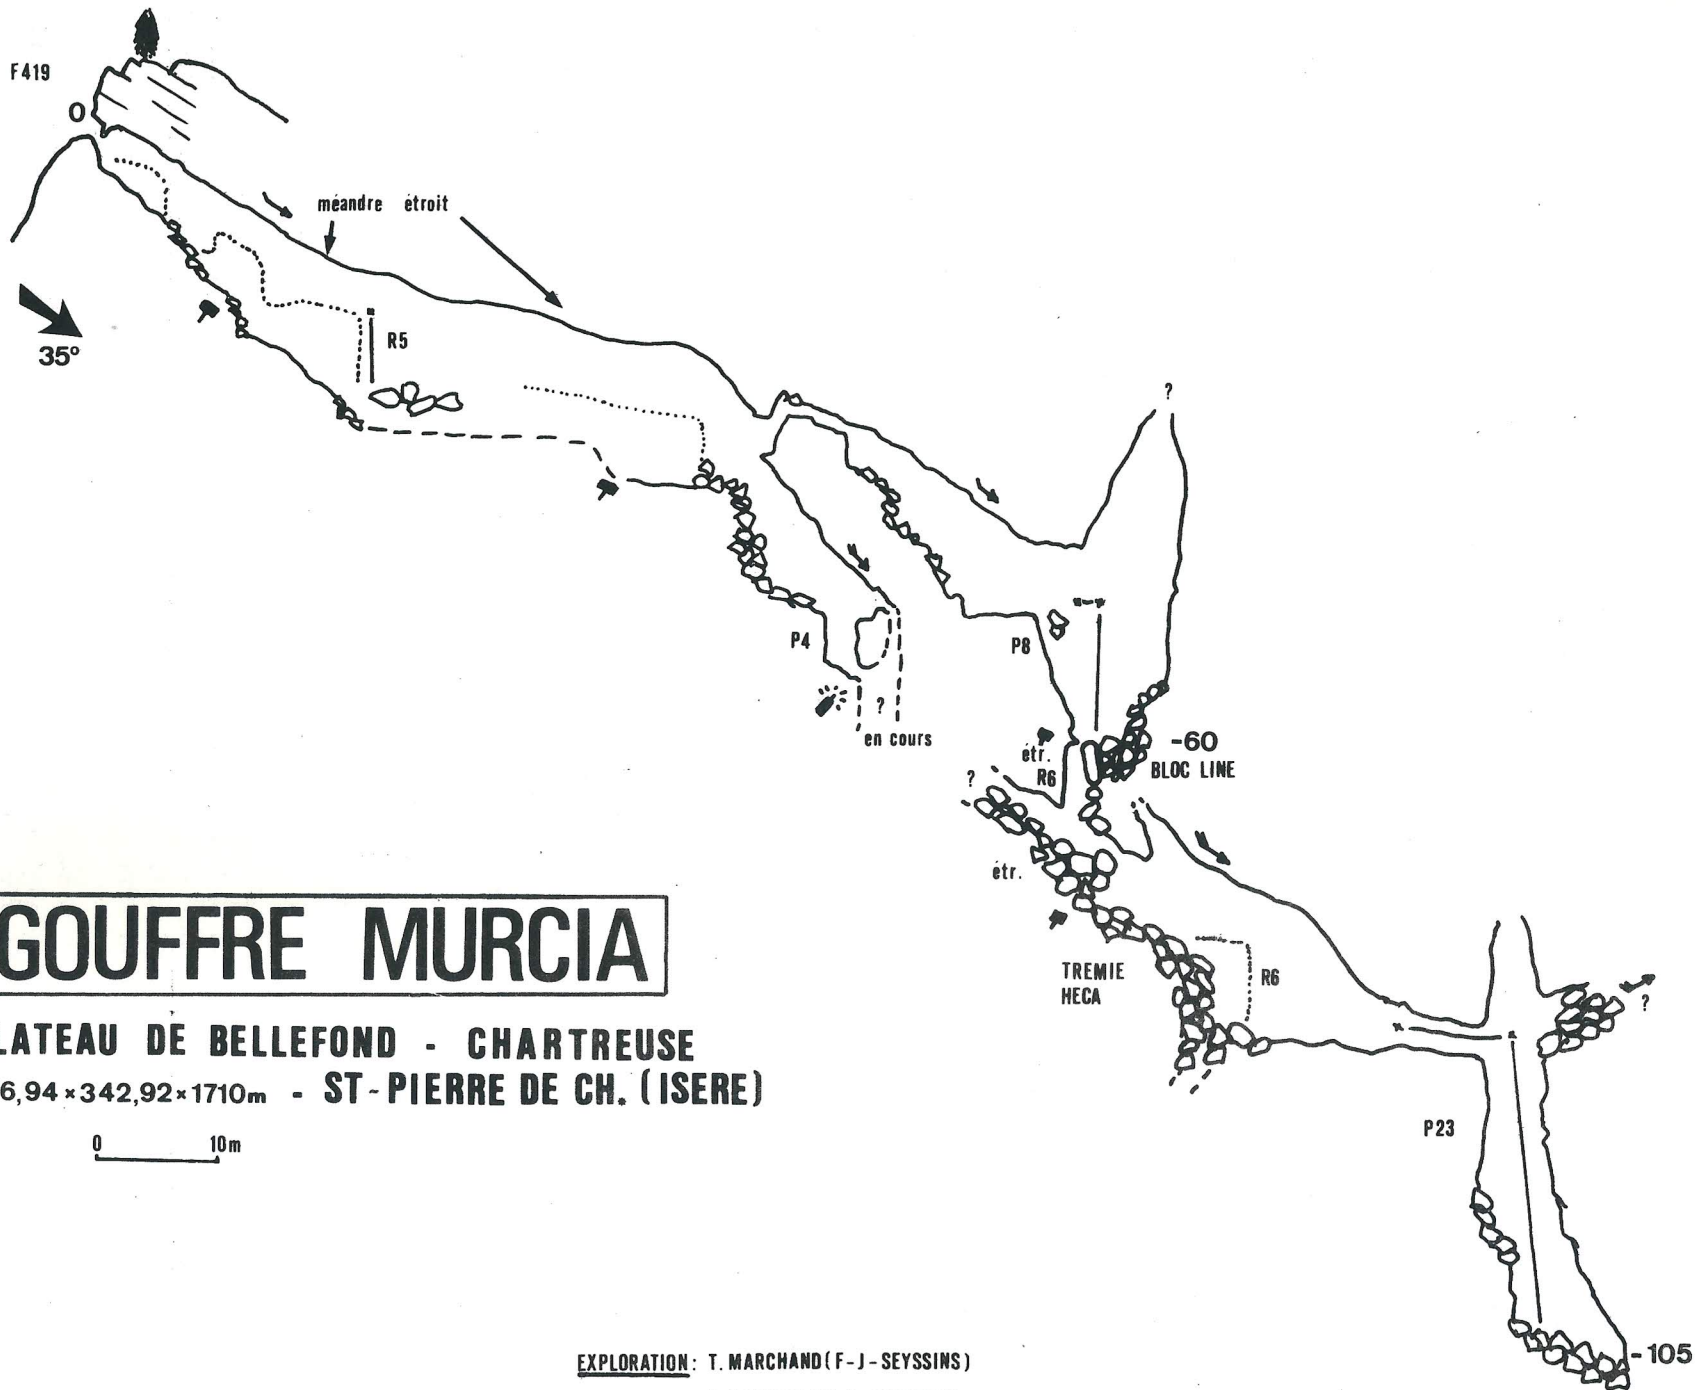 F419
0
méandre étroit
35°
R5
?
P4
P8
?
en cours
étr.
R6
-60
BLOC LINE
?
étr.
TREMIE
HECA
R6
?
P23
-105
GOUFFRE MURCIA
LATEAU DE BELLEFOND - CHARTREUSE
6,94 × 342,92 × 1710m - ST-PIERRE DE CH. (ISERE)
0 10m
EXPLORATION: T. MARCHAND (F-J-SEYSSINS)